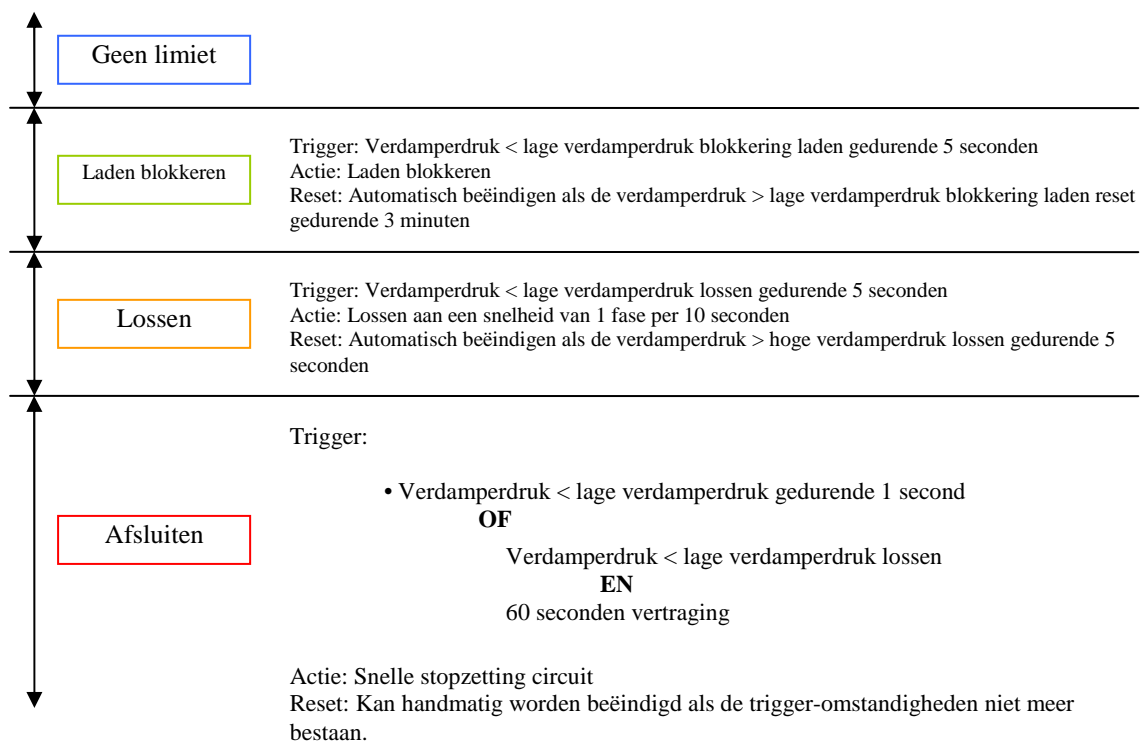 Geen limiet
Laden blokkeren
Trigger: Verdamperdruk < lage verdamperdruk blokkering laden gedurende 5 seconden
Actie: Laden blokkeren
Reset: Automatisch beëindigen als de verdamperdruk > lage verdamperdruk blokkering laden reset
gedurende 3 minuten
Lossen
Trigger: Verdamperdruk < lage verdamperdruk lossen gedurende 5 seconden
Actie: Lossen aan een snelheid van 1 fase per 10 seconden
Reset: Automatisch beëindigen als de verdamperdruk > hoge verdamperdruk lossen gedurende 5
seconden
Afsluiten
Trigger:
• Verdamperdruk < lage verdamperdruk gedurende 1 second
OF
Verdamperdruk < lage verdamperdruk lossen
EN
60 seconden vertraging
Actie: Snelle stopzetting circuit
Reset: Kan handmatig worden beëindigd als de trigger-omstandigheden niet meer
bestaan.